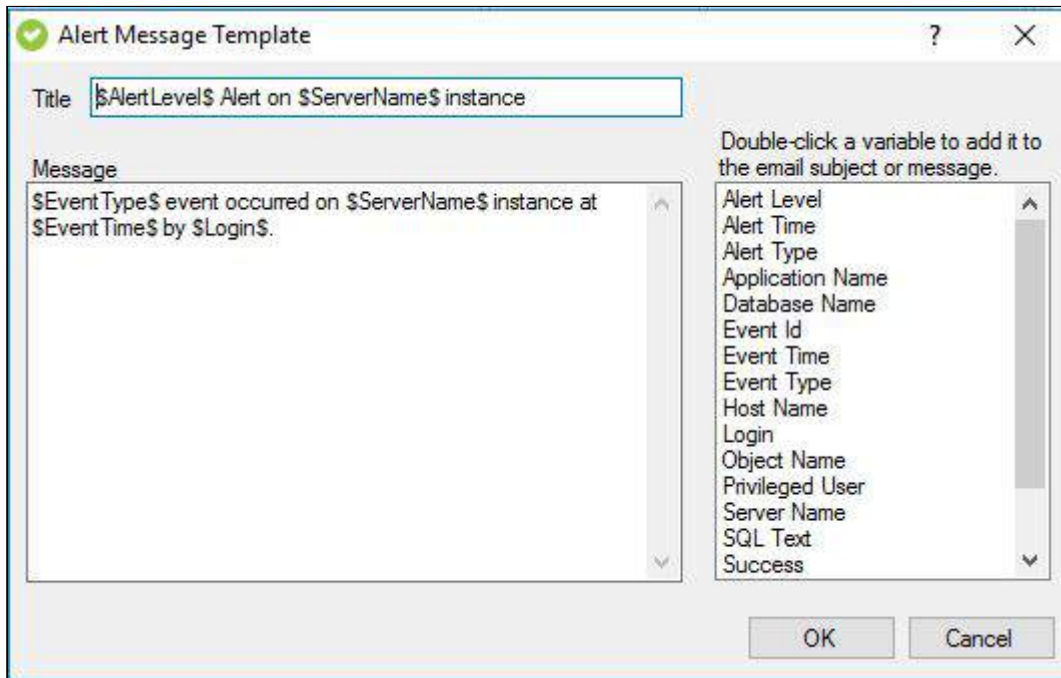 Alert Message Template
?
Title
$AlertLevel$ Alert on $ServerName$ instance
Message
$EventType$ event occurred on $ServerName$ instance at
$EventTime$ by $Login$.
Double-click a variable to add it to
the email subject or message.
Alert Level
Alert Time
Alert Type
Application Name
Database Name
Event Id
Event Time
Event Type
Host Name
Login
Object Name
Privileged User
Server Name
SQL Text
Success
OK
Cancel